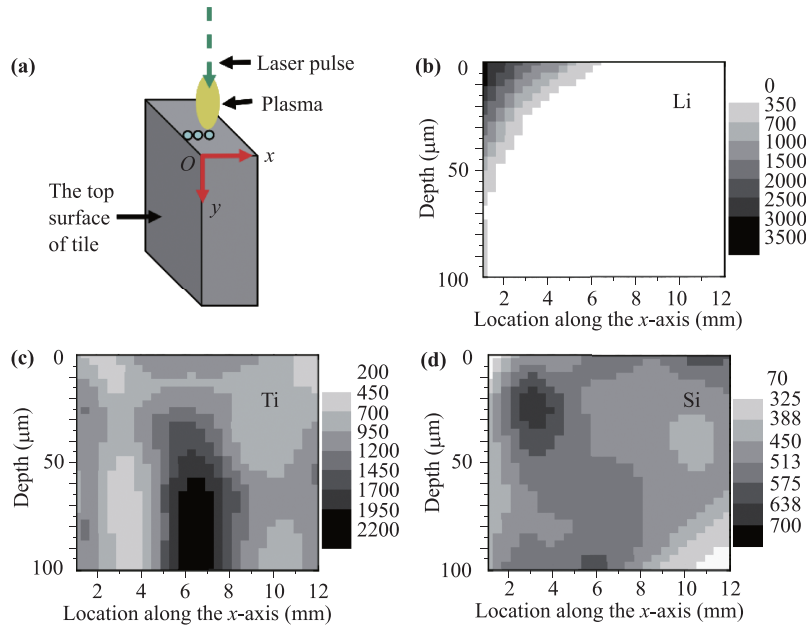 (a)
Laser pulse
Plasma
O
x
y
The top
surface
of tile
(b)
Li
0
50
100
Depth (μm)
2 4 6 8 10 12
Location along the x-axis (mm)
0
350
700
1000
1500
2000
2500
3000
3500
(c)
Ti
0
50
100
Depth (μm)
2 4 6 8 10 12
Location along the x-axis (mm)
200
450
700
950
1200
1450
1700
1950
2200
(d)
Si
0
50
100
Depth (μm)
2 4 6 8 10 12
Location along the x-axis (mm)
70
325
388
450
513
575
638
700